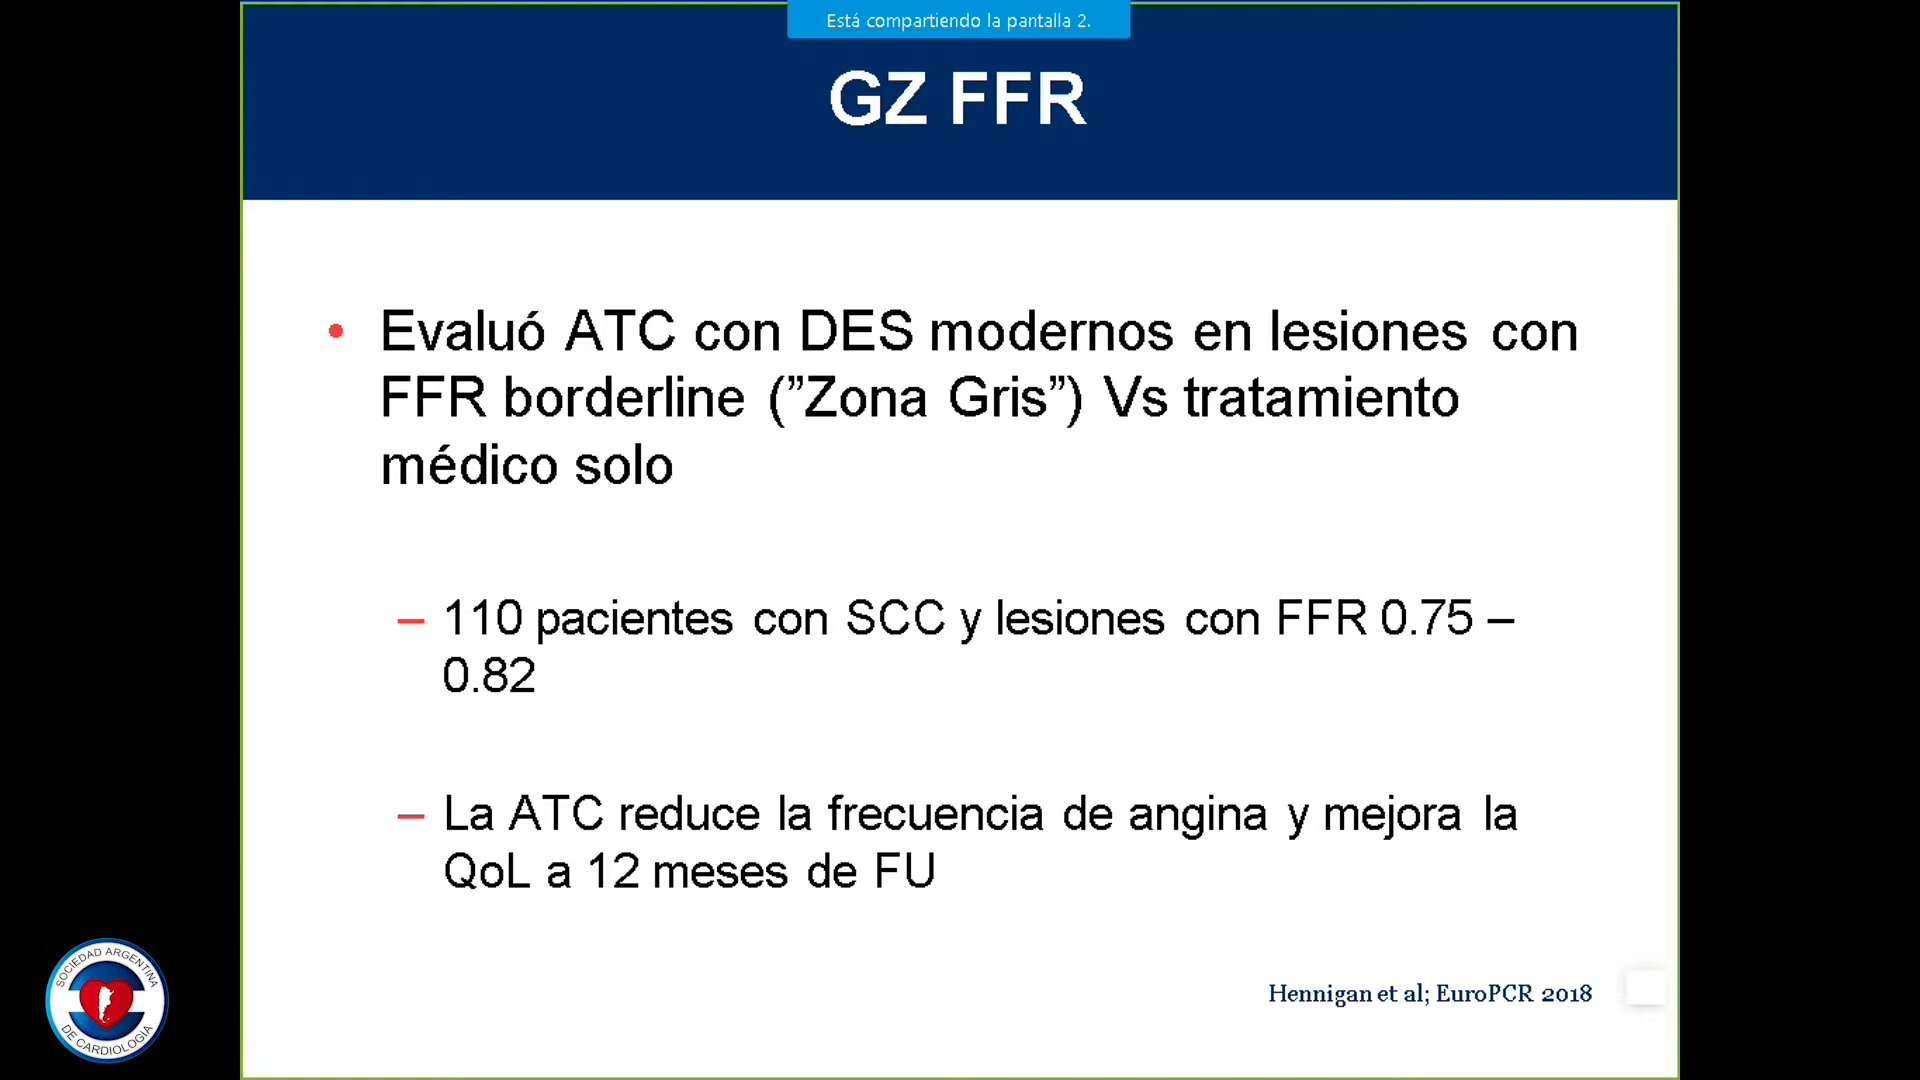 Está compartiendo la pantalla 2.
GZ FFR
• Evaluó ATC con DES modernos en lesiones con
FFR borderline (”Zona Gris”) Vs tratamiento
médico solo
– 110 pacientes con SCC y lesiones con FFR 0.75 –
0.82
– La ATC reduce la frecuencia de angina y mejora la
QoL a 12 meses de FU
Hennigan et al; EuroPCR 2018
SOCIEDAD ARGENTINA
DE CARDIOLOGIA